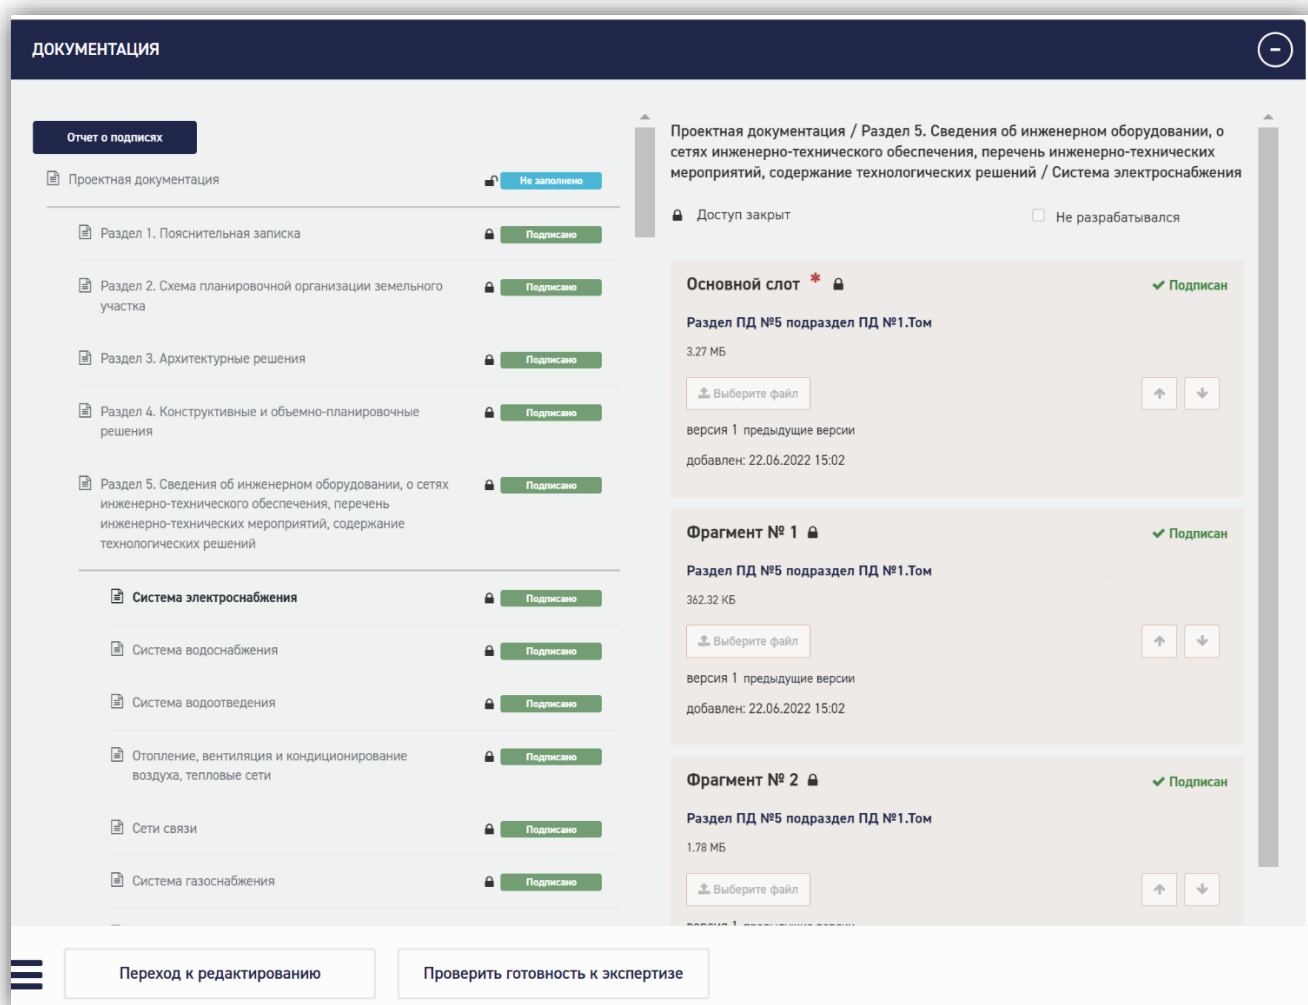 ДОКУМЕНТАЦИЯ
Отчет о подписях
Проектная документация
Не заполнено
Раздел 1. Пояснительная записка
Подписано
Раздел 2. Схема планировочной организации земельного
участка
Подписано
Раздел 3. Архитектурные решения
Подписано
Раздел 4. Конструктивные и объемно-планировочные
решения
Подписано
Раздел 5. Сведения об инженерном оборудовании, о сетях
инженерно-технического обеспечения, перечень
инженерно-технических мероприятий, содержание
технологических решений
Подписано
Система электроснабжения
Подписано
Система водоснабжения
Подписано
Система водоотведения
Подписано
Отопление, вентиляция и кондиционирование
воздуха, тепловые сети
Подписано
Сети связи
Подписано
Система газоснабжения
Подписано
Проектная документация / Раздел 5. Сведения об инженерном оборудовании, о
сетях инженерно-технического обеспечения, перечень инженерно-технических
мероприятий, содержание технологических решений / Система электроснабжения
Доступ закрыт
Не разрабатывался
Основной слот *
Подписан
Раздел ПД №5 подраздел ПД №1.Том
3.27 МБ
Выберите файл
версия 1 предыдущие версии
добавлен: 22.06.2022 15:02
Фрагмент № 1
Подписан
Раздел ПД №5 подраздел ПД №1.Том
362.32 КБ
Выберите файл
версия 1 предыдущие версии
добавлен: 22.06.2022 15:02
Фрагмент № 2
Подписан
Раздел ПД №5 подраздел ПД №1.Том
1.78 МБ
Выберите файл
версия 1 предыдущие версии
Переход к редактированию
Проверить готовность к экспертизе